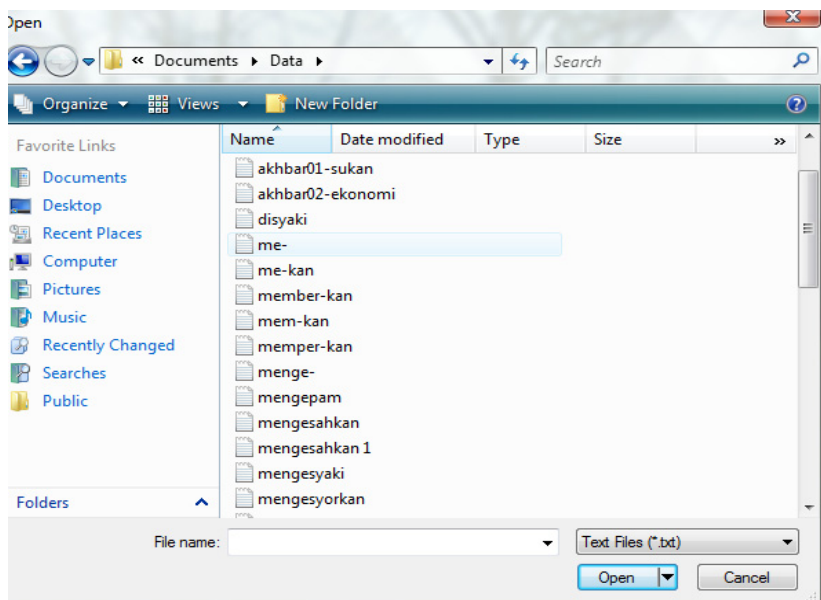 Open
« Documents ▸ Data ▸ Search
Organize Views New Folder
Favorite Links
Documents
Desktop
Recent Places
Computer
Pictures
Music
Recently Changed
Searches
Public
Folders
Name Date modified Type Size »
akhbar01-sukan
akhbar02-ekonomi
disyaki
me-
me-kan
member-kan
mem-kan
memper-kan
menge-
mengepam
mengesahkan
mengesahkan 1
mengesyaki
mengesyorkan
File name: Text Files (*.txt)
Open Cancel